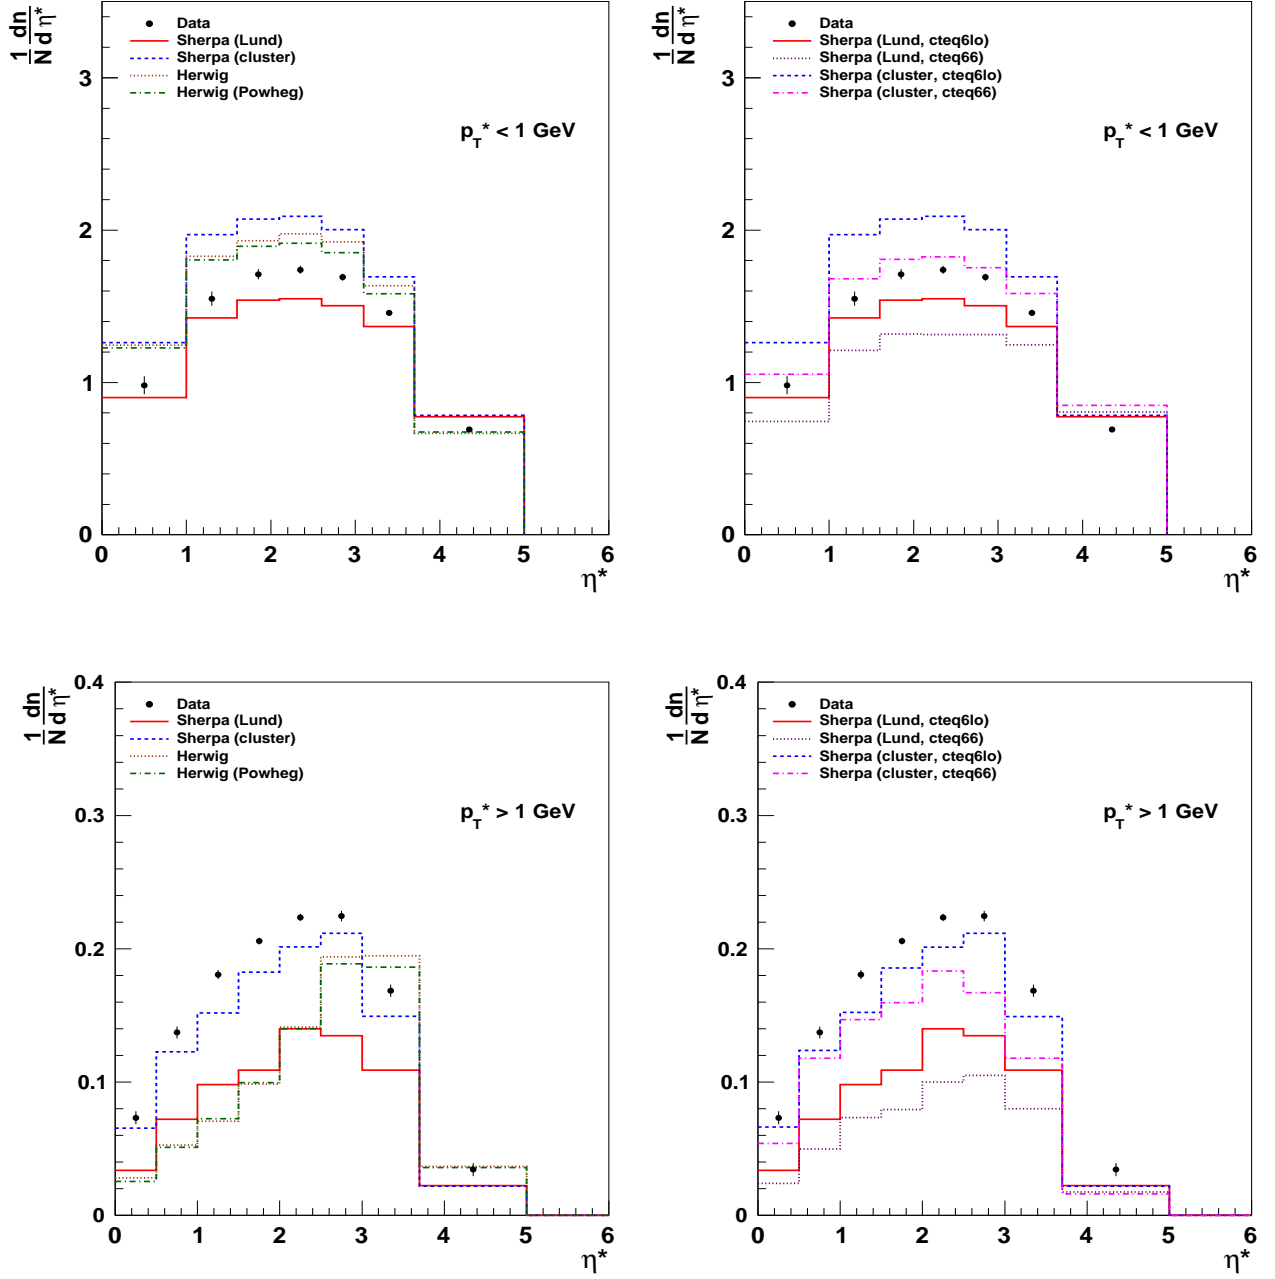 1 dn
N d η*
Data
Sherpa (Lund)
Sherpa (cluster)
Herwig
Herwig (Powheg)
p_T* < 1 GeV
3
2
1
0
0 1 2 3 4 5 6
η*
1 dn
N d η*
Data
Sherpa (Lund, cteq6lo)
Sherpa (Lund, cteq66)
Sherpa (cluster, cteq6lo)
Sherpa (cluster, cteq66)
p_T* < 1 GeV
3
2
1
0
0 1 2 3 4 5 6
η*
1 dn
N d η*
Data
Sherpa (Lund)
Sherpa (cluster)
Herwig
Herwig (Powheg)
p_T* > 1 GeV
0.4
0.3
0.2
0.1
0
0 1 2 3 4 5 6
η*
1 dn
N d η*
Data
Sherpa (Lund, cteq6lo)
Sherpa (Lund, cteq66)
Sherpa (cluster, cteq6lo)
Sherpa (cluster, cteq66)
p_T* > 1 GeV
0.4
0.3
0.2
0.1
0
0 1 2 3 4 5 6
η*